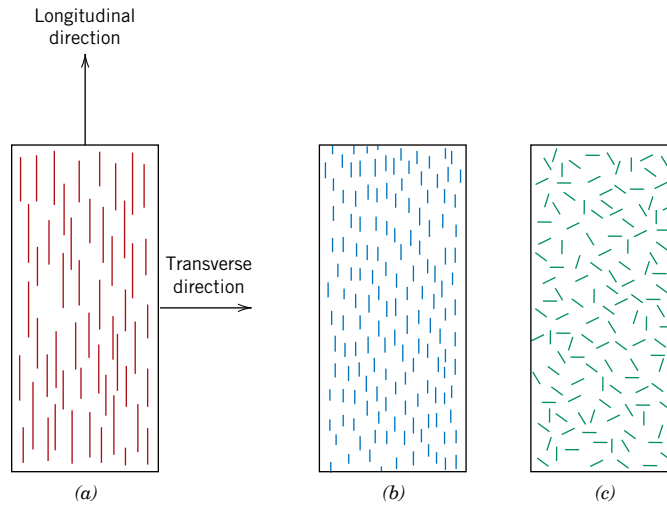 Longitudinal
direction
Transverse
direction
(a)
(b)
(c)